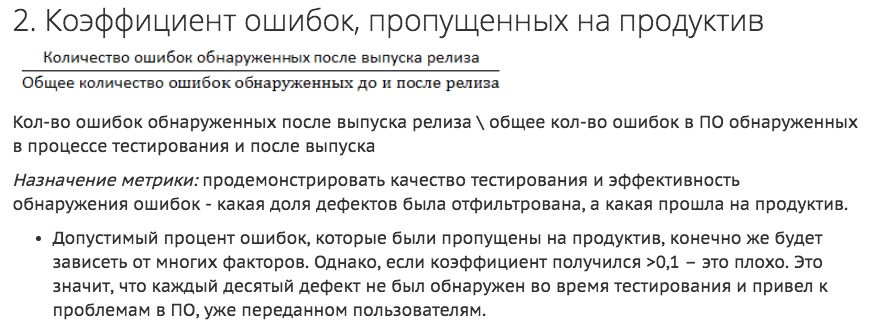 2. Коэффициент ошибок, пропущенных на продуктив
Количество ошибок обнаруженных после выпуска релиза
Общее количество ошибок обнаруженных до и после релиза
Кол-во ошибок обнаруженных после выпуска релиза \ общее кол-во ошибок в ПО обнаруженных
в процессе тестирования и после выпуска
Назначение метрики: продемонстрировать качество тестирования и эффективность
обнаружения ошибок - какая доля дефектов была отфильтрована, а какая прошла на продуктив.
• Допустимый процент ошибок, которые были пропущены на продуктив, конечно же будет
зависеть от многих факторов. Однако, если коэффициент получился >0,1 – это плохо. Это
значит, что каждый десятый дефект не был обнаружен во время тестирования и привел к
проблемам в ПО, уже переданном пользователям.